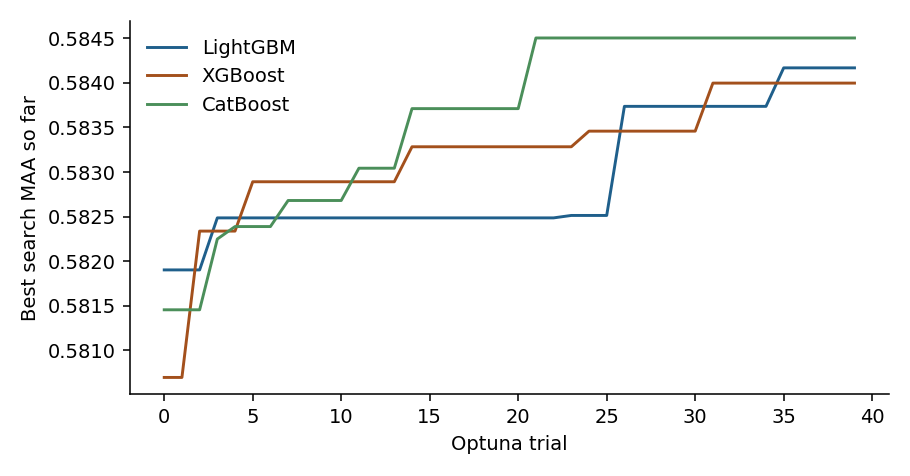 Best search MAA so far
0.5845
0.5840
0.5835
0.5830
0.5825
0.5820
0.5815
0.5810
LightGBM
XGBoost
CatBoost
0 5 10 15 20 25 30 35 40
Optuna trial